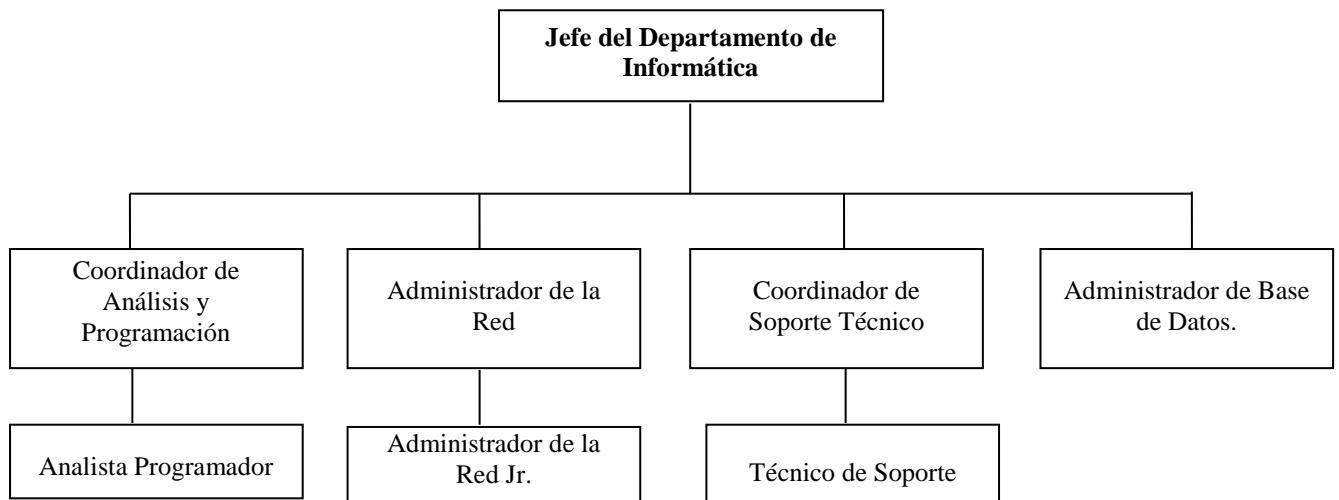 Jefe del Departamento de
Informática
Coordinador de
Análisis y
Programación
Administrador de la
Red
Coordinador de
Soporte Técnico
Administrador de Base
de Datos.
Analista Programador
Administrador de la
Red Jr.
Técnico de Soporte